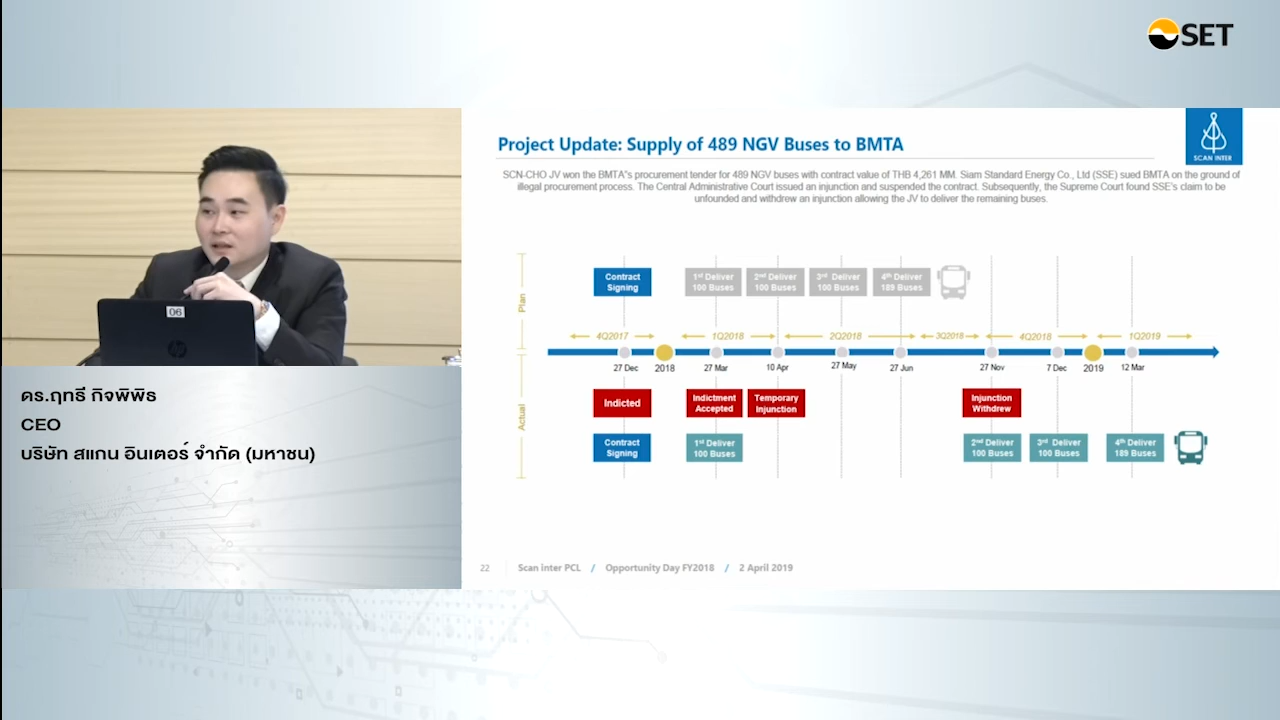 SET
SCAN INTER
Project Update: Supply of 489 NGV Buses to BMTA
SCN-CHO JV won the BMTA"s procurement tender for 489 NGV buses with contract value of THB 4,261 MM. Siam Standard Energy Co., Ltd (SSE) sued BMTA on the ground of
illegal procurement process. The Central Administrative Court issued an injunction and suspended the contract. Subsequently, the Supreme Court found SSE's claim to be
unfounded and withdrew an injunction allowing the JV to deliver the remaining buses.
Plan
Contract
Signing
1st Deliver
100 Buses
2nd Deliver
100 Buses
3rd Deliver
100 Buses
4th Deliver
189 Buses
4Q2017
1Q2018
2Q2018
3Q2018
4Q2018
1Q2019
27 Dec
2018
27 Mar
10 Apr
27 May
27 Jun
27 Nov
7 Dec
2019
12 Mar
Actual
Indicted
Indictment
Accepted
Temporary
Injunction
Injunction
Withdrew
Contract
Signing
1st Deliver
100 Buses
2nd Deliver
100 Buses
3rd Deliver
100 Buses
4th Deliver
189 Buses
22
Scan inter PCL / Opportunity Day FY2018 / 2 April 2019
06
hp
ดร.ฤทธี กิจพิพิธ
CEO
บริษัท สแกน อินเตอร์ จำกัด (มหาชน)